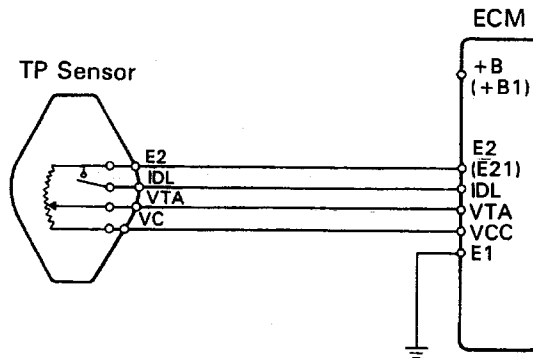 ECM
TP Sensor
+B
(+B1)
E2
IDL
VTA
VC
E2
(E21)
IDL
VTA
VCC
E1